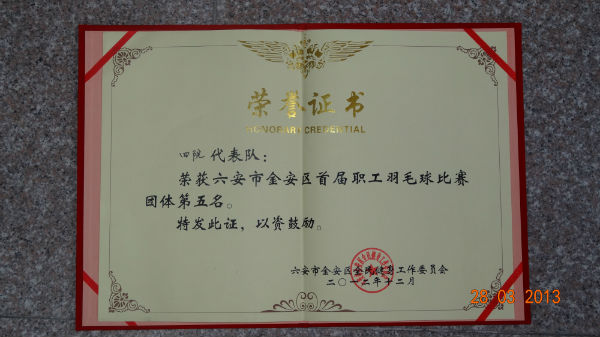 荣誉证书
HONORARY CREDENTIAL
四院 代表队：
荣获六安市金安区首届职工羽毛球比赛
团体第五名。
特发此证，以资鼓励。
六安市金安区全民健身工作委员会
二〇一二年十二月
28 03 2013